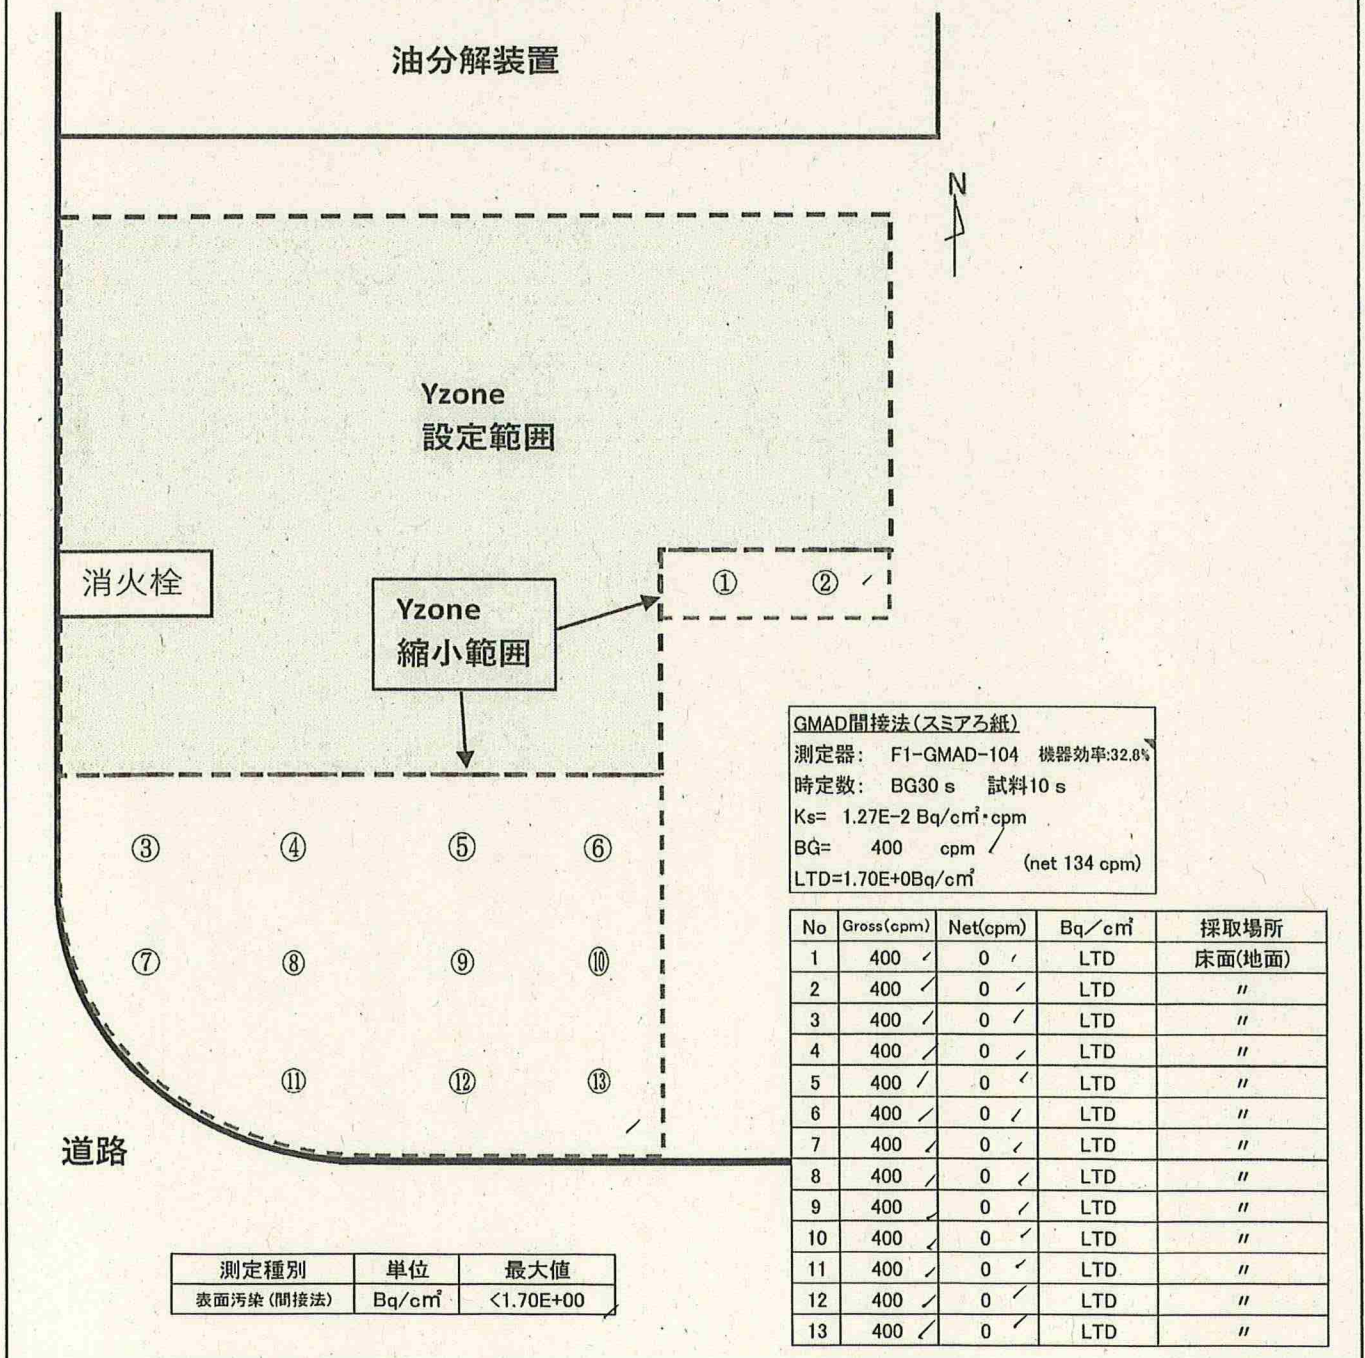 油分解装置
N
Yzone
設定範囲
消火栓
Yzone
縮小範囲
① ②
③ ④ ⑤ ⑥
⑦ ⑧ ⑨ ⑩
⑪ ⑫ ⑬
道路
GMAD間接法(スミアろ紙)
測定器: F1-GMAD-104 機器効率:32.8%
時定数: BG30 s 試料10 s
Ks= 1.27E-2 Bq/c㎡・cpm
BG= 400 cpm
(net 134 cpm)
LTD=1.70E+0Bq/c㎡
No Gross(cpm) Net(cpm) Bq/c㎡ 採取場所
1 400 0 LTD 床面(地面)
2 400 0 LTD 〃
3 400 0 LTD 〃
4 400 0 LTD 〃
5 400 0 LTD 〃
6 400 0 LTD 〃
7 400 0 LTD 〃
8 400 0 LTD 〃
9 400 0 LTD 〃
10 400 0 LTD 〃
11 400 0 LTD 〃
12 400 0 LTD 〃
13 400 0 LTD 〃
測定種別 単位 最大値
表面汚染(間接法) Bq/c㎡ <1.70E+00